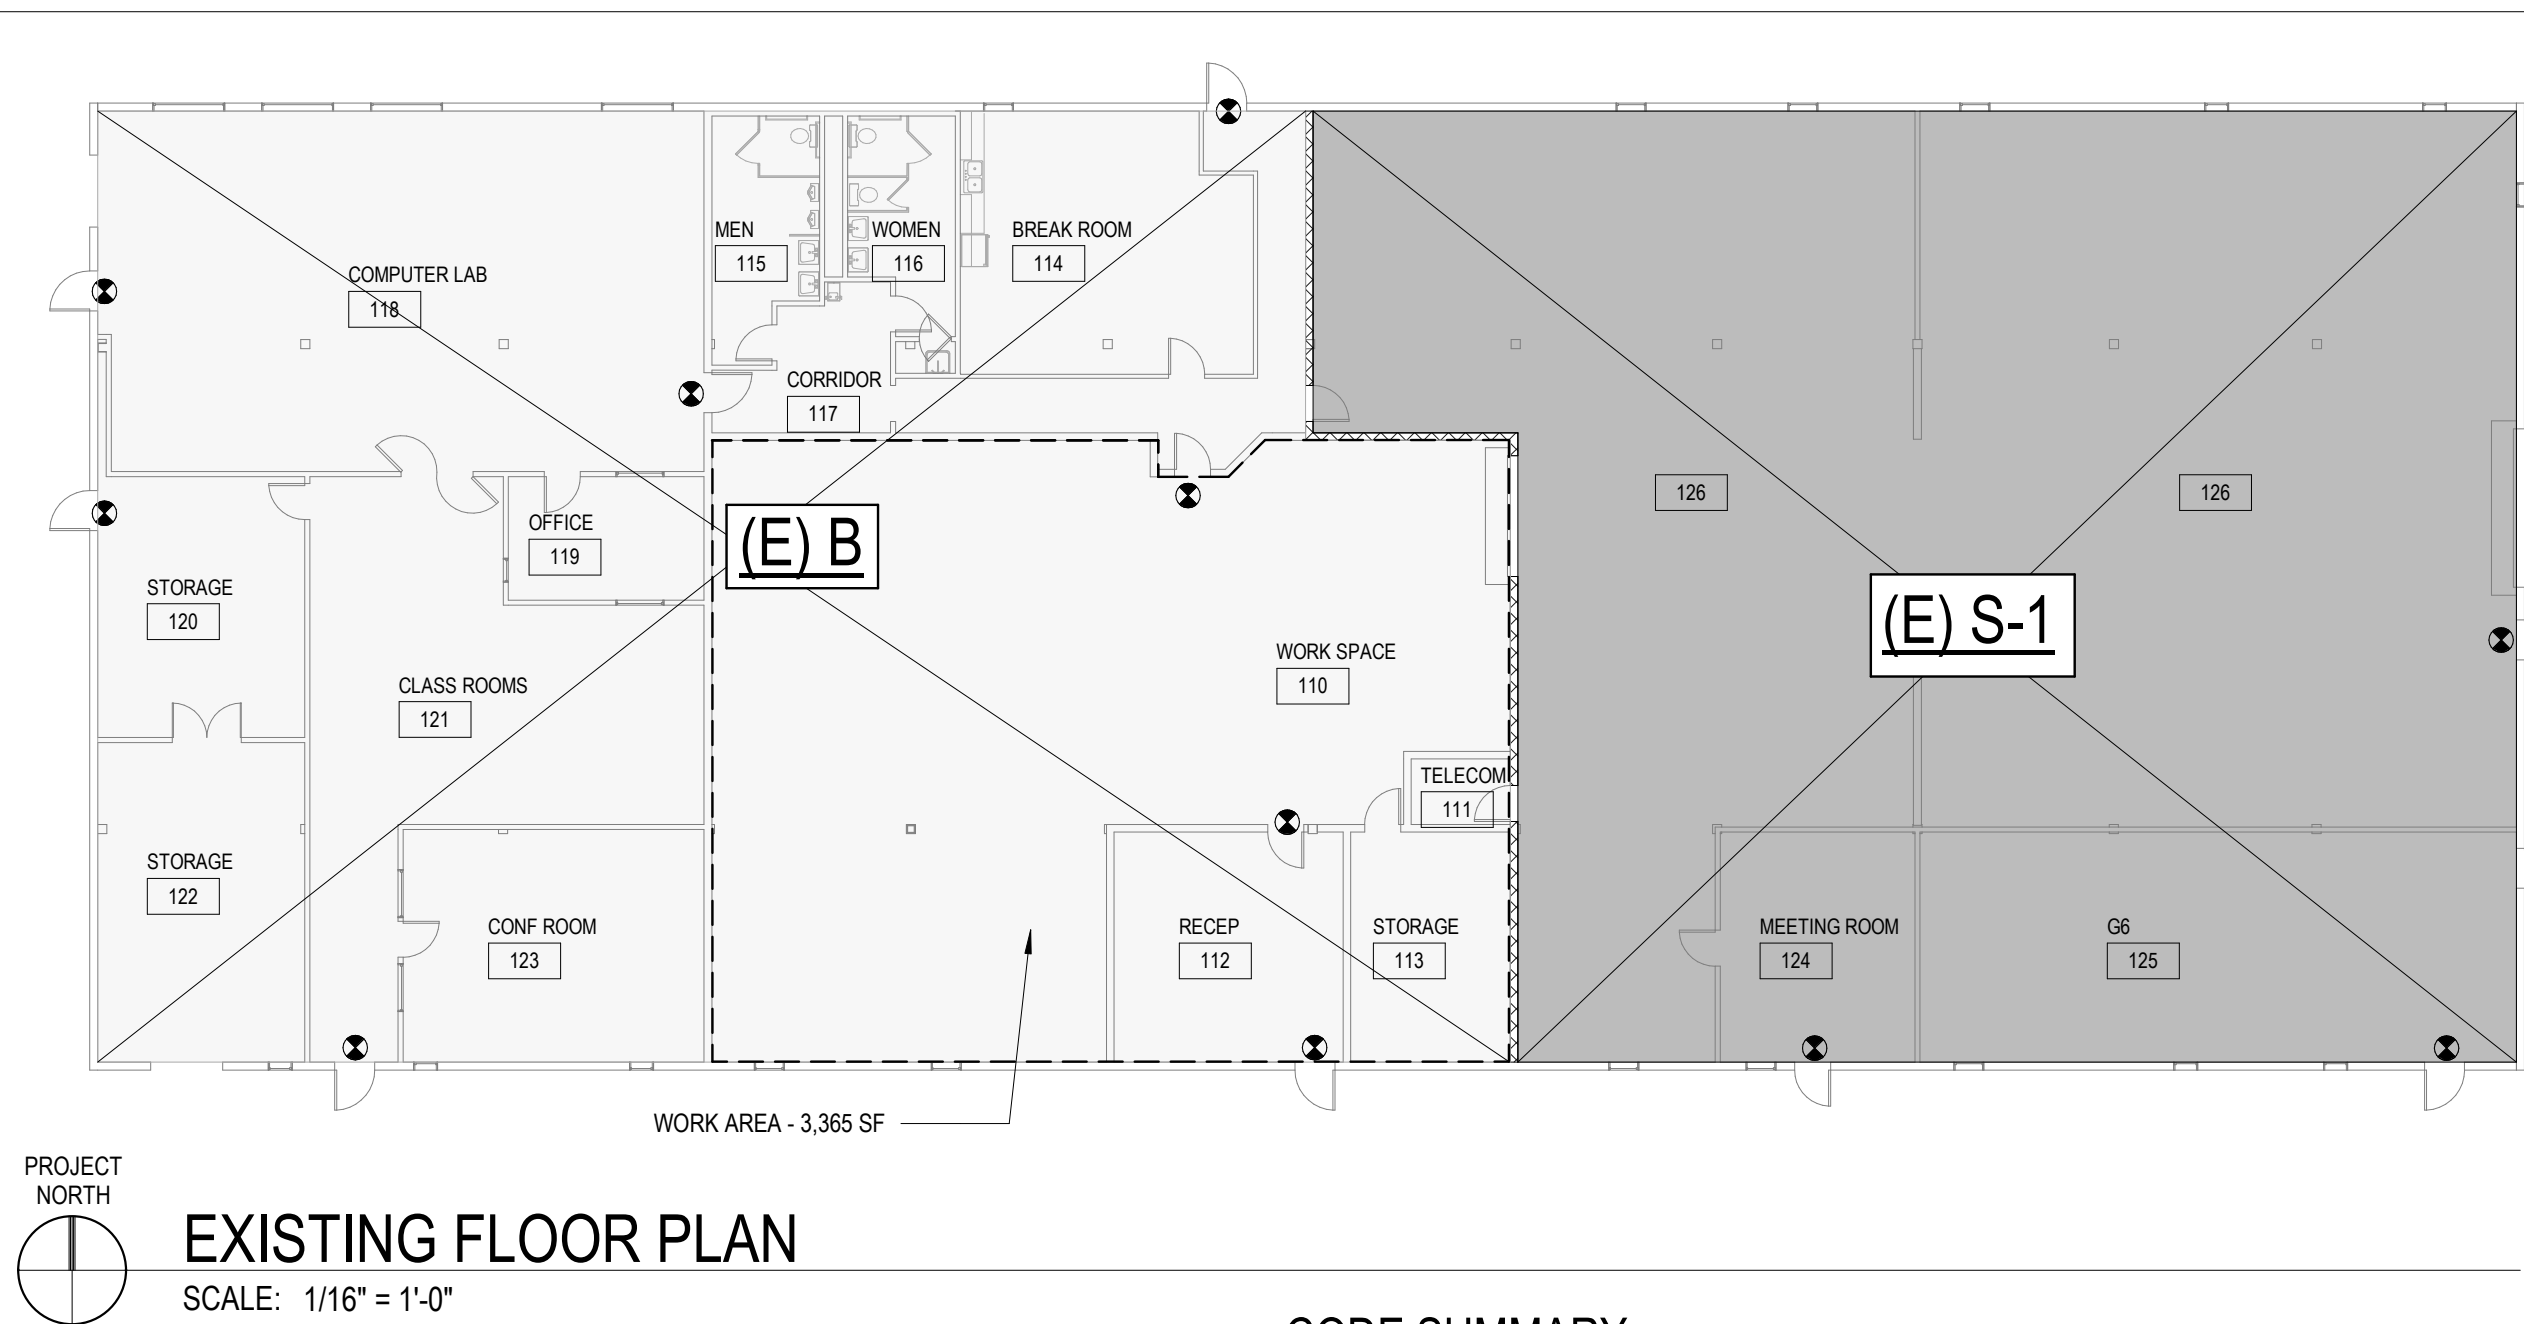 MEN
115
WOMEN
116
BREAK ROOM
114
COMPUTER LAB
118
CORRIDOR
117
OFFICE
119
(E) B
126
126
STORAGE
120
(E) S-1
WORK SPACE
110
CLASS ROOMS
121
TELECOM
111
STORAGE
122
CONF ROOM
123
RECEP
112
STORAGE
113
MEETING ROOM
124
G6
125
WORK AREA - 3,365 SF
PROJECT
NORTH
EXISTING FLOOR PLAN
SCALE: 1/16" = 1'-0"
CODE SUMMARY